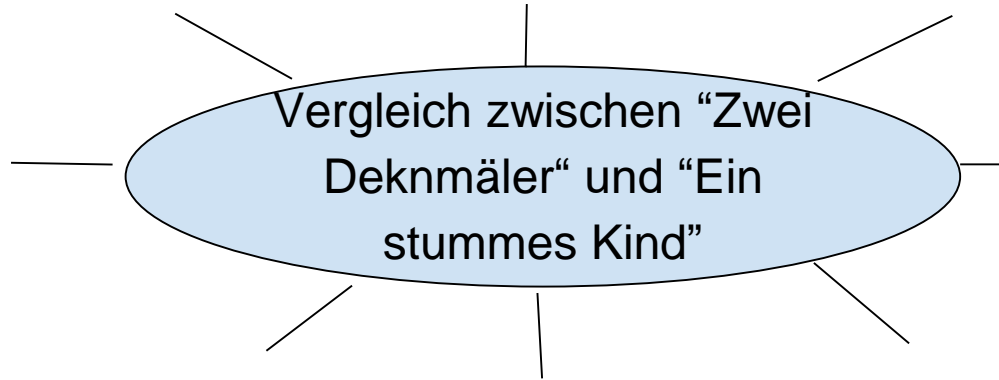 Vergleich zwischen “Zwei
Deknmäler“ und “Ein
stummes Kind”